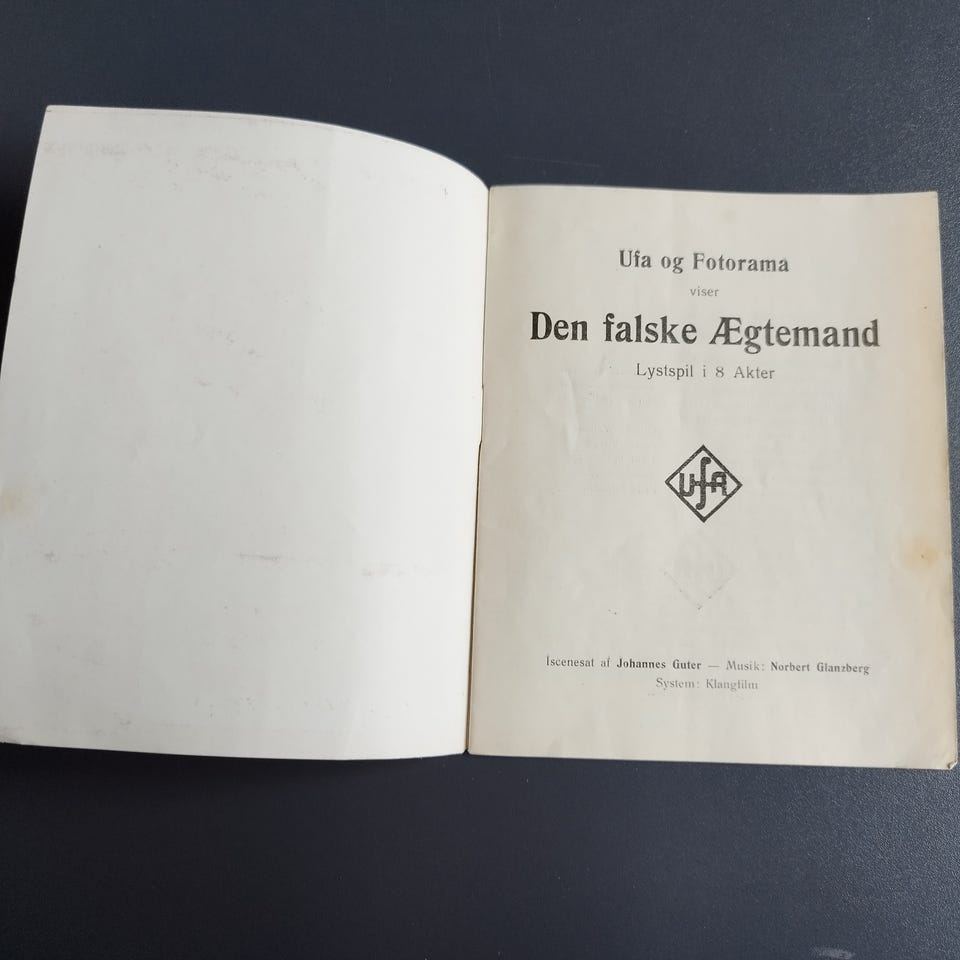 Ufa og Fotorama
viser
Den falske Ægtemand
Lystspil i 8 Akter
UfA
Iscenesat af Johannes Guter — Musik: Norbert Glanzberg
System: Klangfilm